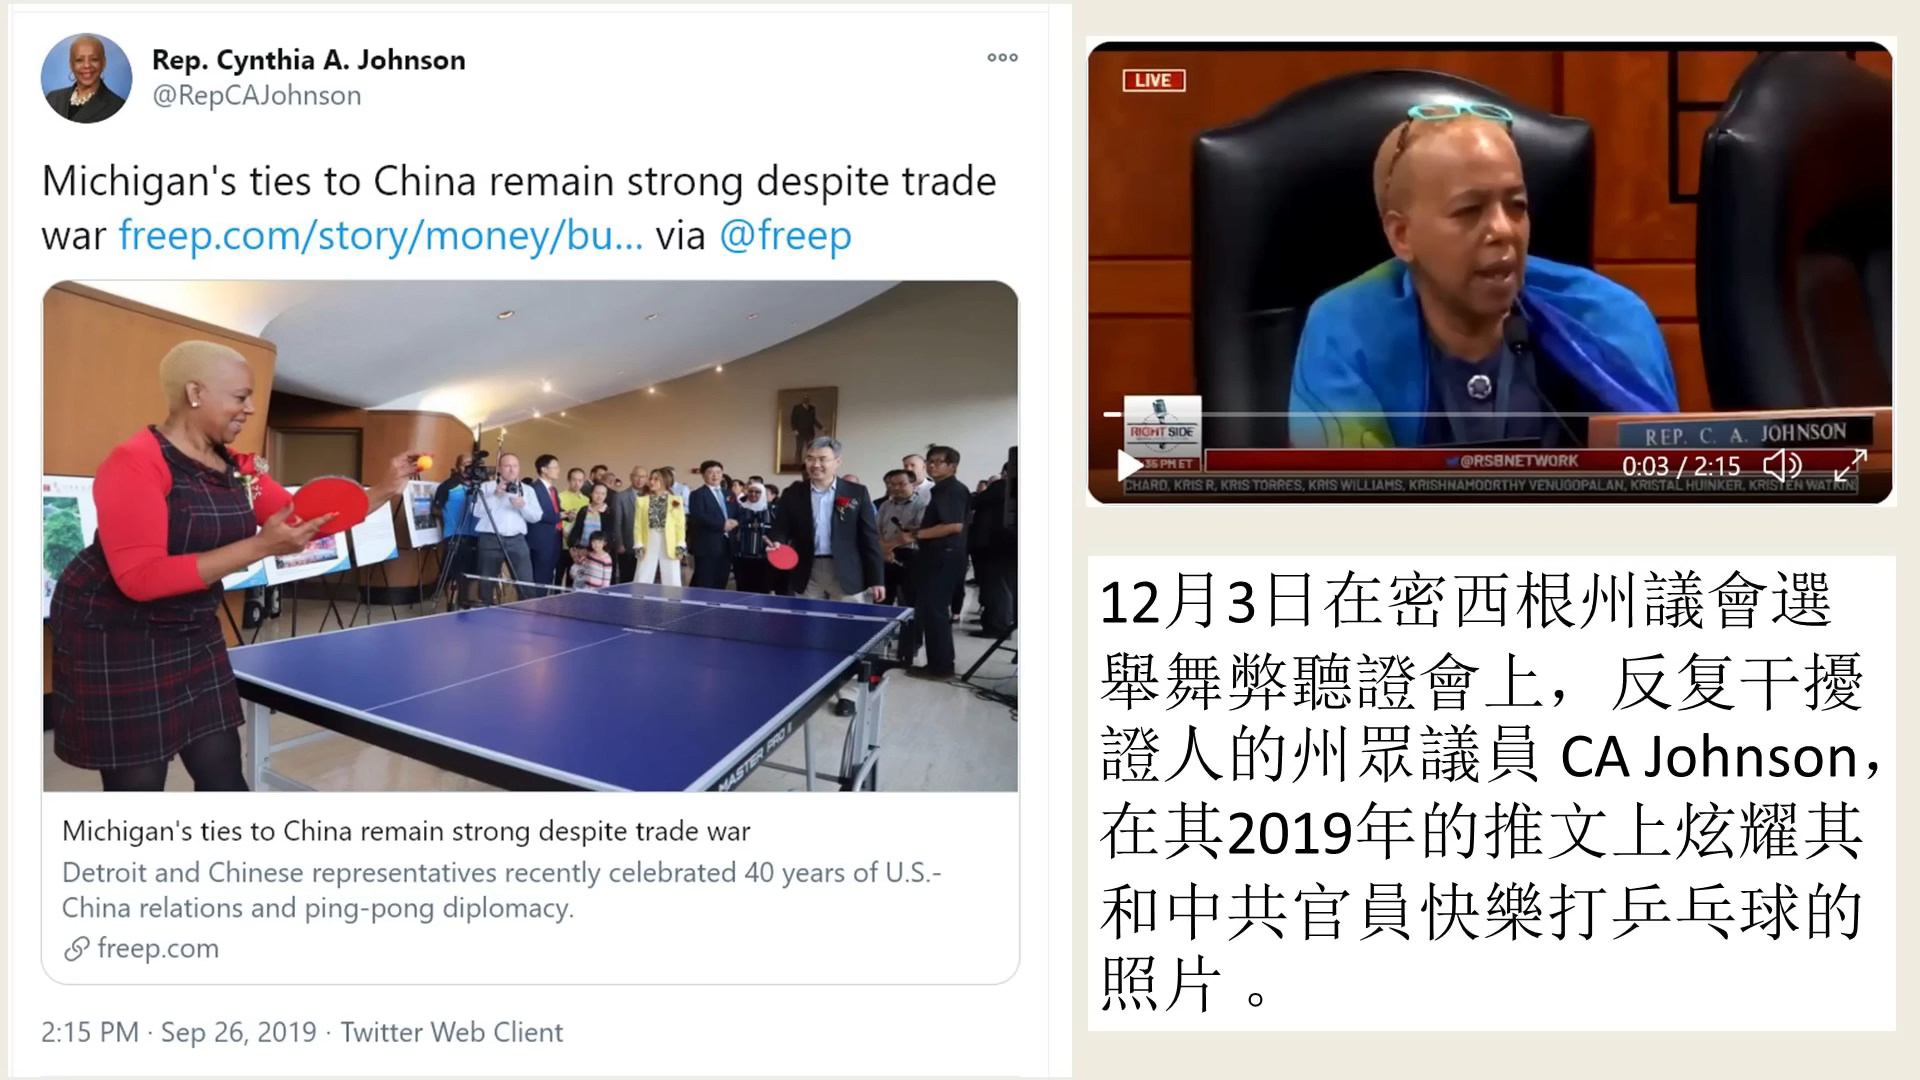 Rep. Cynthia A. Johnson
@RepCAJohnson
Michigan's ties to China remain strong despite trade
war freep.com/story/money/bu... via @freep
MASTER PRO
Michigan's ties to China remain strong despite trade war
Detroit and Chinese representatives recently celebrated 40 years of U.S.-
China relations and ping-pong diplomacy.
freep.com
2:15 PM · Sep 26, 2019 · Twitter Web Client
LIVE
REP. C. A. JOHNSON
RIGHT SIDE
:35 PM ET
@RSBNETWORK
0:03 / 2:15
CHARD, KRIS R, KRIS TORRES, KRIS WILLIAMS, KRISHNAMOORTHY VENUGOPALAN, KRISTAL HUINKER, KRISTEN WATKINS
12月3日在密西根州議會選
舉舞弊聽證會上，反复干擾
證人的州眾議員 CA Johnson，
在其2019年的推文上炫耀其
和中共官員快樂打乒乓球的
照片。